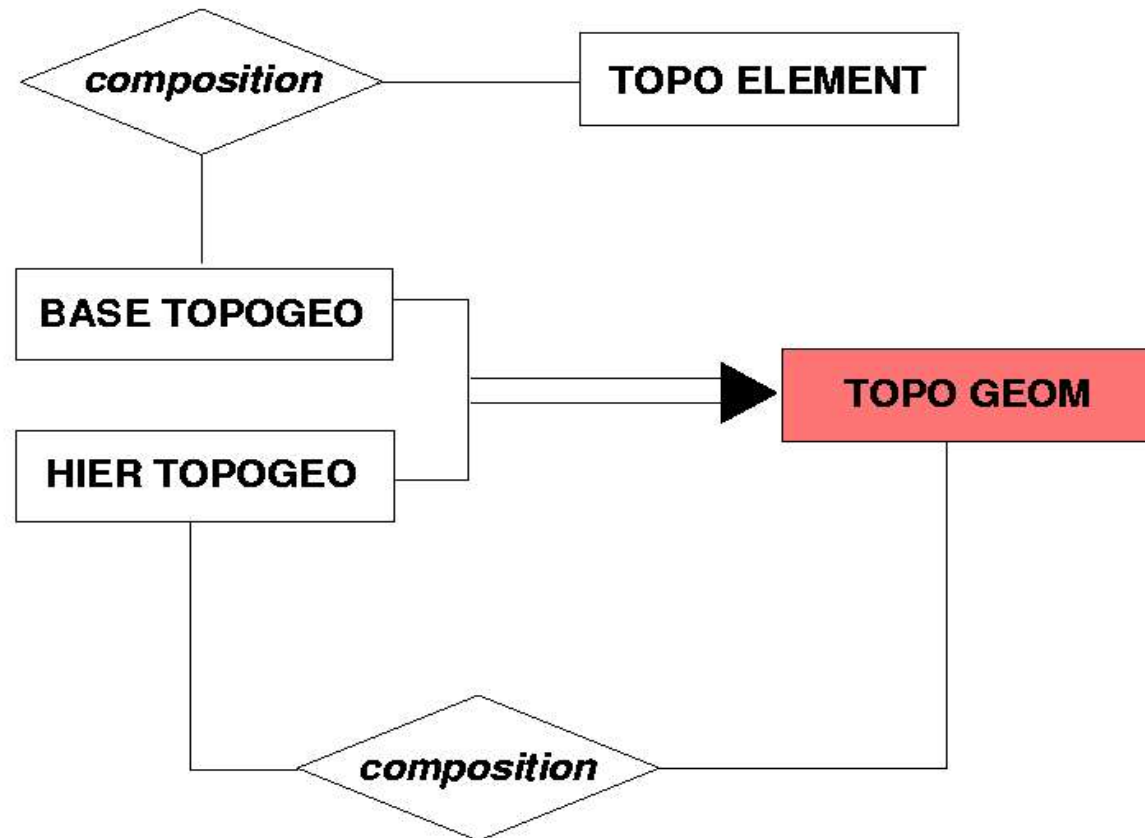 composition
TOPO ELEMENT
BASE TOPOGEO
TOPO GEOM
HIER TOPOGEO
composition